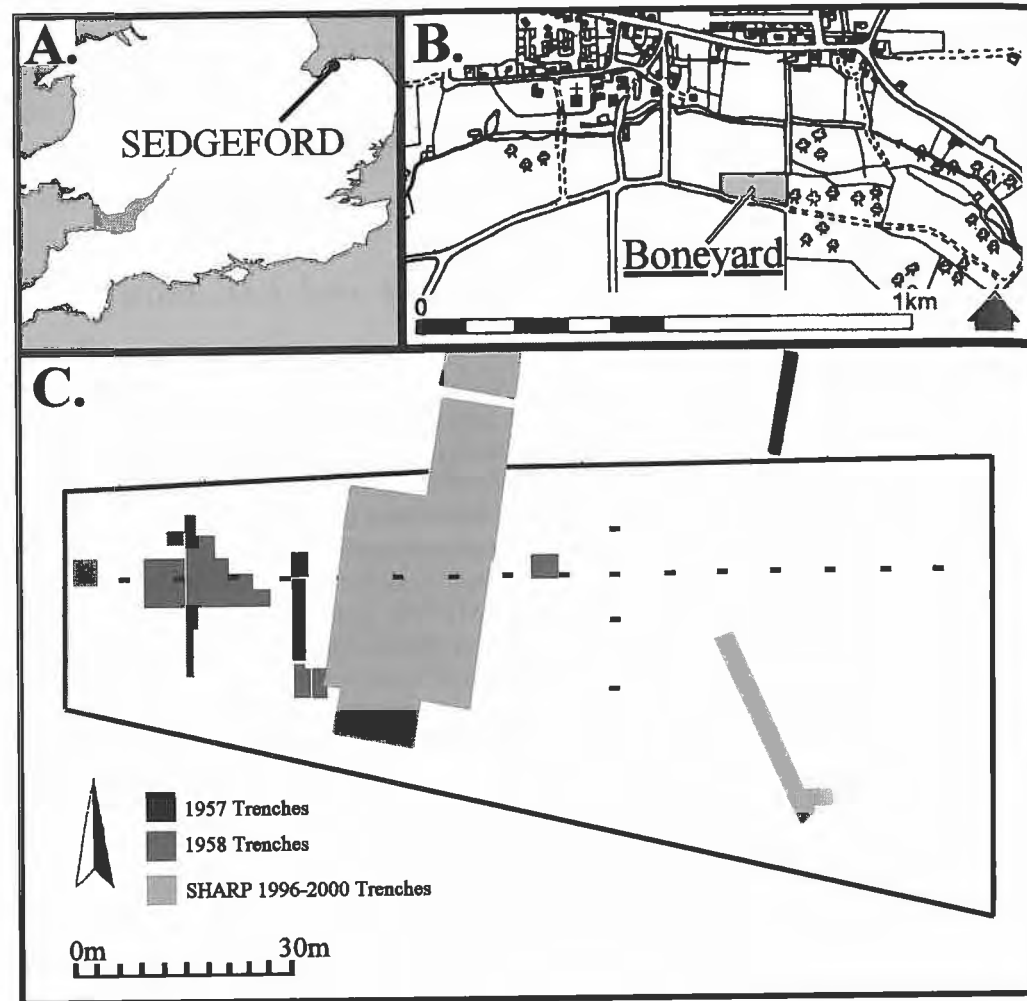 A.
SEDGEFORD
B.
Boneyard
0
1km
C.
1957 Trenches
1958 Trenches
SHARP 1996-2000 Trenches
0m
30m